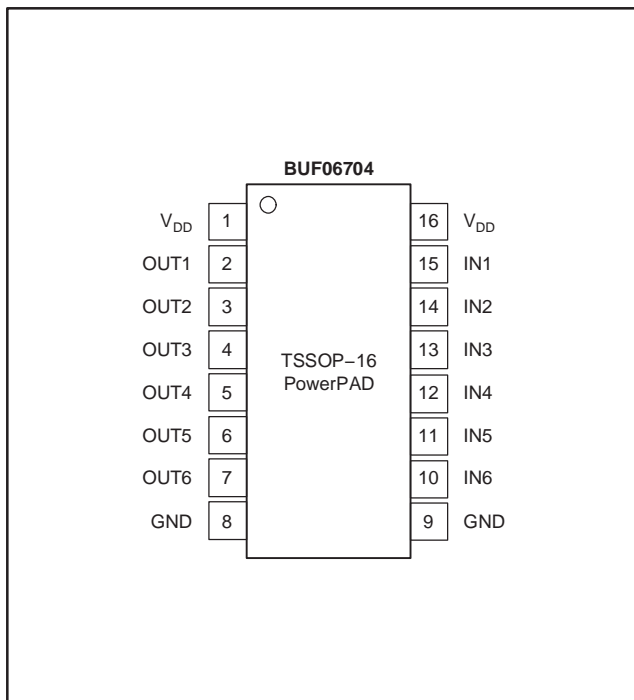 BUF06704
V_DD 1 16 V_DD
OUT1 2 15 IN1
OUT2 3 14 IN2
OUT3 4 13 IN3
OUT4 5 12 IN4
OUT5 6 11 IN5
OUT6 7 10 IN6
GND 8 9 GND
TSSOP−16
PowerPAD